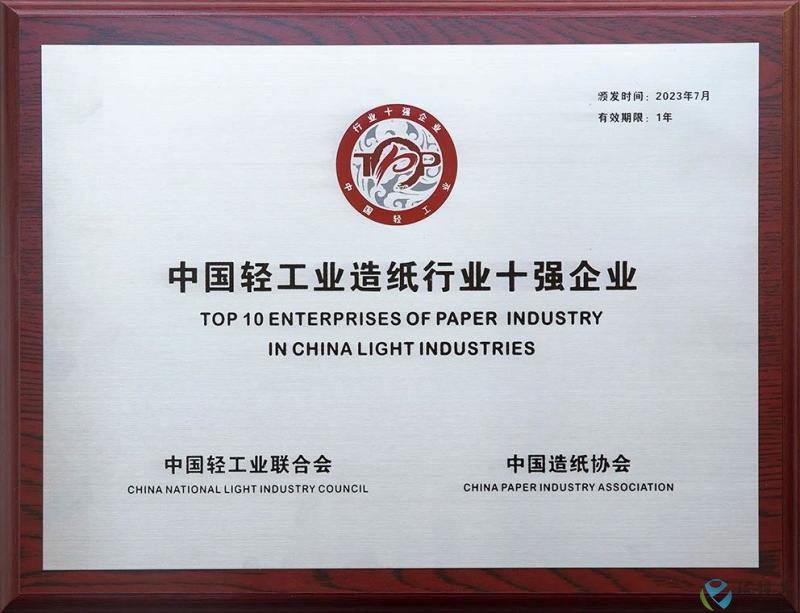 颁发时间：2023年7月
有效期限：1年
行业十强企业
TOP
中国轻工业
中国轻工业造纸行业十强企业
TOP 10 ENTERPRISES OF PAPER INDUSTRY
IN CHINA LIGHT INDUSTRIES
中国轻工业联合会
CHINA NATIONAL LIGHT INDUSTRY COUNCIL
中国造纸协会
CHINA PAPER INDUSTRY ASSOCIATION